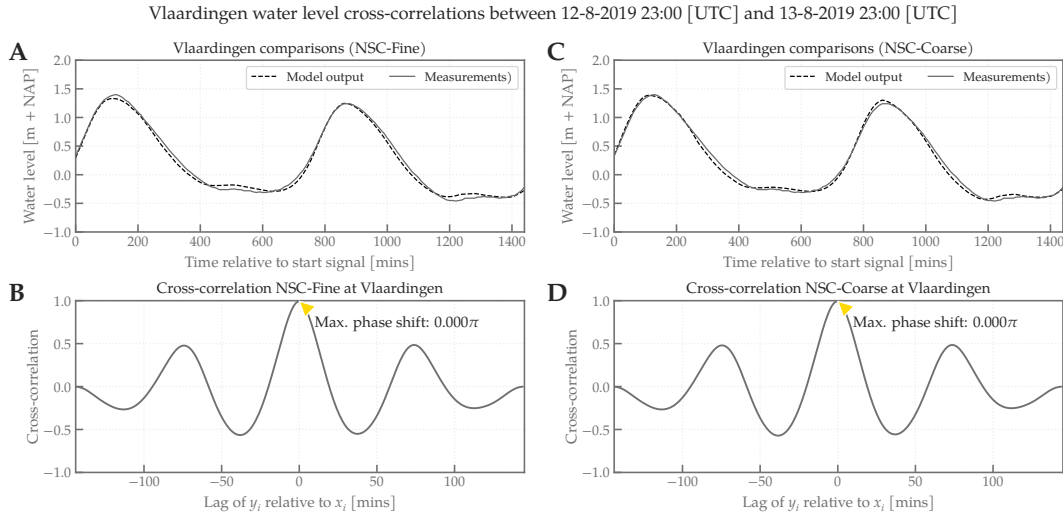 Vlaardingen water level cross-correlations between 12-8-2019 23:00 [UTC] and 13-8-2019 23:00 [UTC]
A
Vlaardingen comparisons (NSC-Fine)
Model output
Measurements)
Water level [m + NAP]
2.0
1.5
1.0
0.5
0.0
−0.5
−1.0
0 200 400 600 800 1000 1200 1400
Time relative to start signal [mins]
C
Vlaardingen comparisons (NSC-Coarse)
Model output
Measurements)
Water level [m + NAP]
2.0
1.5
1.0
0.5
0.0
−0.5
−1.0
0 200 400 600 800 1000 1200 1400
Time relative to start signal [mins]
B
Cross-correlation NSC-Fine at Vlaardingen
Max. phase shift: 0.000π
Cross-correlation
1.0
0.5
0.0
−0.5
−1.0
−100 −50 0 50 100
Lag of yᵢ relative to xᵢ [mins]
D
Cross-correlation NSC-Coarse at Vlaardingen
Max. phase shift: 0.000π
Cross-correlation
1.0
0.5
0.0
−0.5
−1.0
−100 −50 0 50 100
Lag of yᵢ relative to xᵢ [mins]